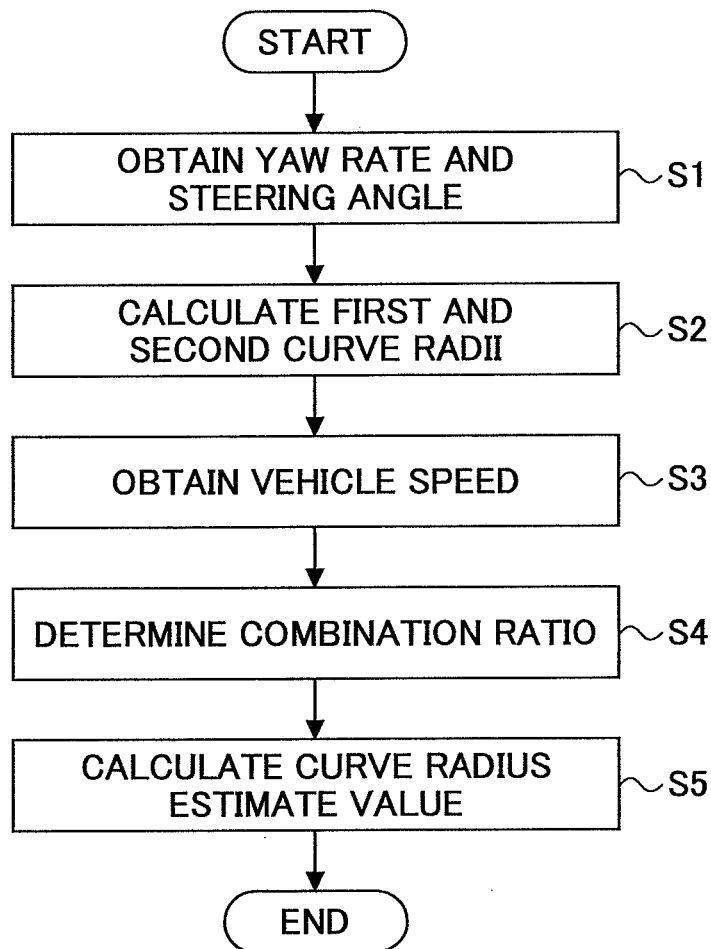 START
OBTAIN YAW RATE AND
STEERING ANGLE
S1
CALCULATE FIRST AND
SECOND CURVE RADII
S2
OBTAIN VEHICLE SPEED
S3
DETERMINE COMBINATION RATIO
S4
CALCULATE CURVE RADIUS
ESTIMATE VALUE
S5
END